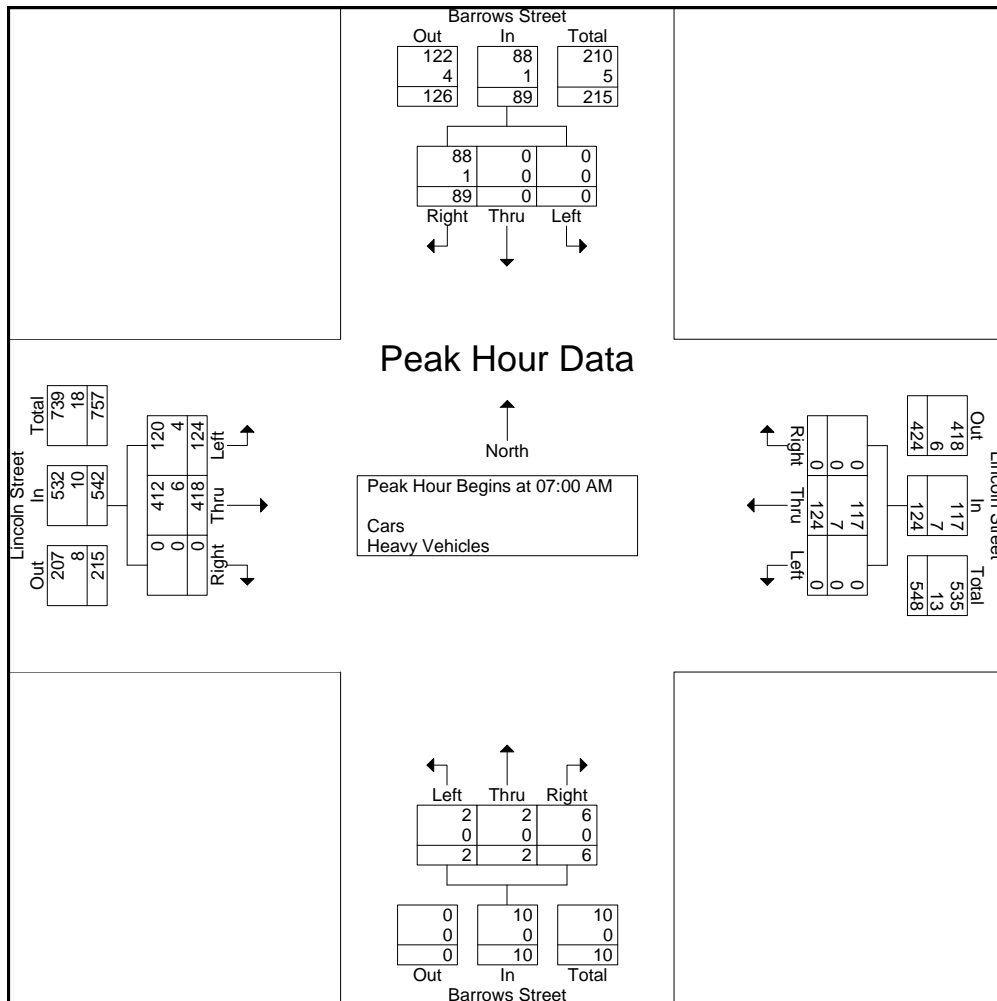 Barrows Street
Out In Total
122 88 210
4 1 5
126 89 215
88 0 0
1 0 0
89 0 0
Right Thru Left
Peak Hour Data
North
Peak Hour Begins at 07:00 AM
Cars
Heavy Vehicles
Lincoln Street
Out In Total
207 532 739
8 10 18
215 542 757
0 412 120
0 6 4
0 418 124
Right Thru Left
Lincoln Street
Out In Total
418 117 535
6 7 13
424 124 548
0 117 0
0 7 0
0 124 0
Right Thru Left
Left Thru Right
2 2 6
0 0 0
2 2 6
0 10 10
0 0 0
0 10 10
Out In Total
Barrows Street